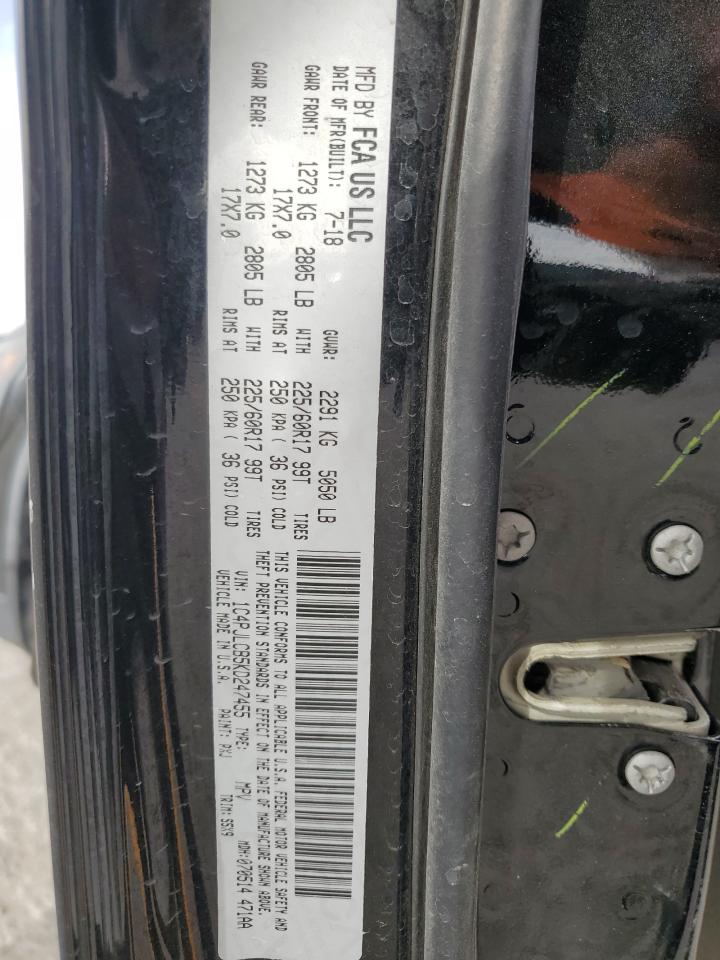 MFD BY FCA US LLC
DATE OF MFR(BUILT): 7-18 GVWR: 2291 KG 5050 LB
GAWR FRONT: 1273 KG 2805 LB WITH 225/60R17 99T TIRES
17X7.0 RIMS AT 250 KPA ( 36 PSI) COLD
GAWR REAR: 1273 KG 2805 LB WITH 225/60R17 99T TIRES
17X7.0 RIMS AT 250 KPA ( 36 PSI) COLD
THIS VEHICLE CONFORMS TO ALL APPLICABLE U.S.A. FEDERAL MOTOR VEHICLE SAFETY AND
THEFT PREVENTION STANDARDS IN EFFECT ON THE DATE OF MANUFACTURE SHOWN ABOVE.
VIN: 1C4PJLCB5KD247455 TYPE: MPV MDH:070514 471AA
VEHICLE MADE IN U.S.A. PAINT: PXJ TRIM: S5X9